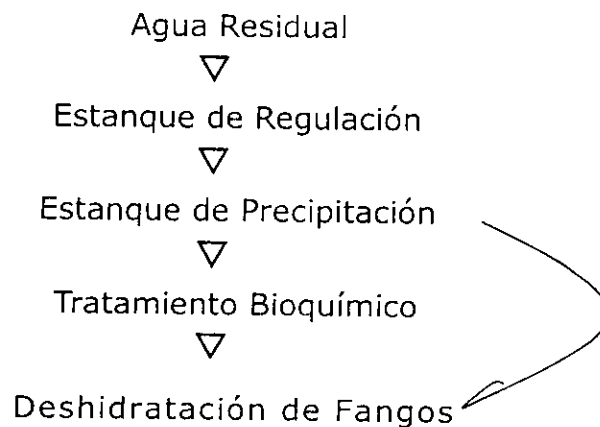 Agua Residual
Estanque de Regulación
Estanque de Precipitación
Tratamiento Bioquímico
Deshidratación de Fangos